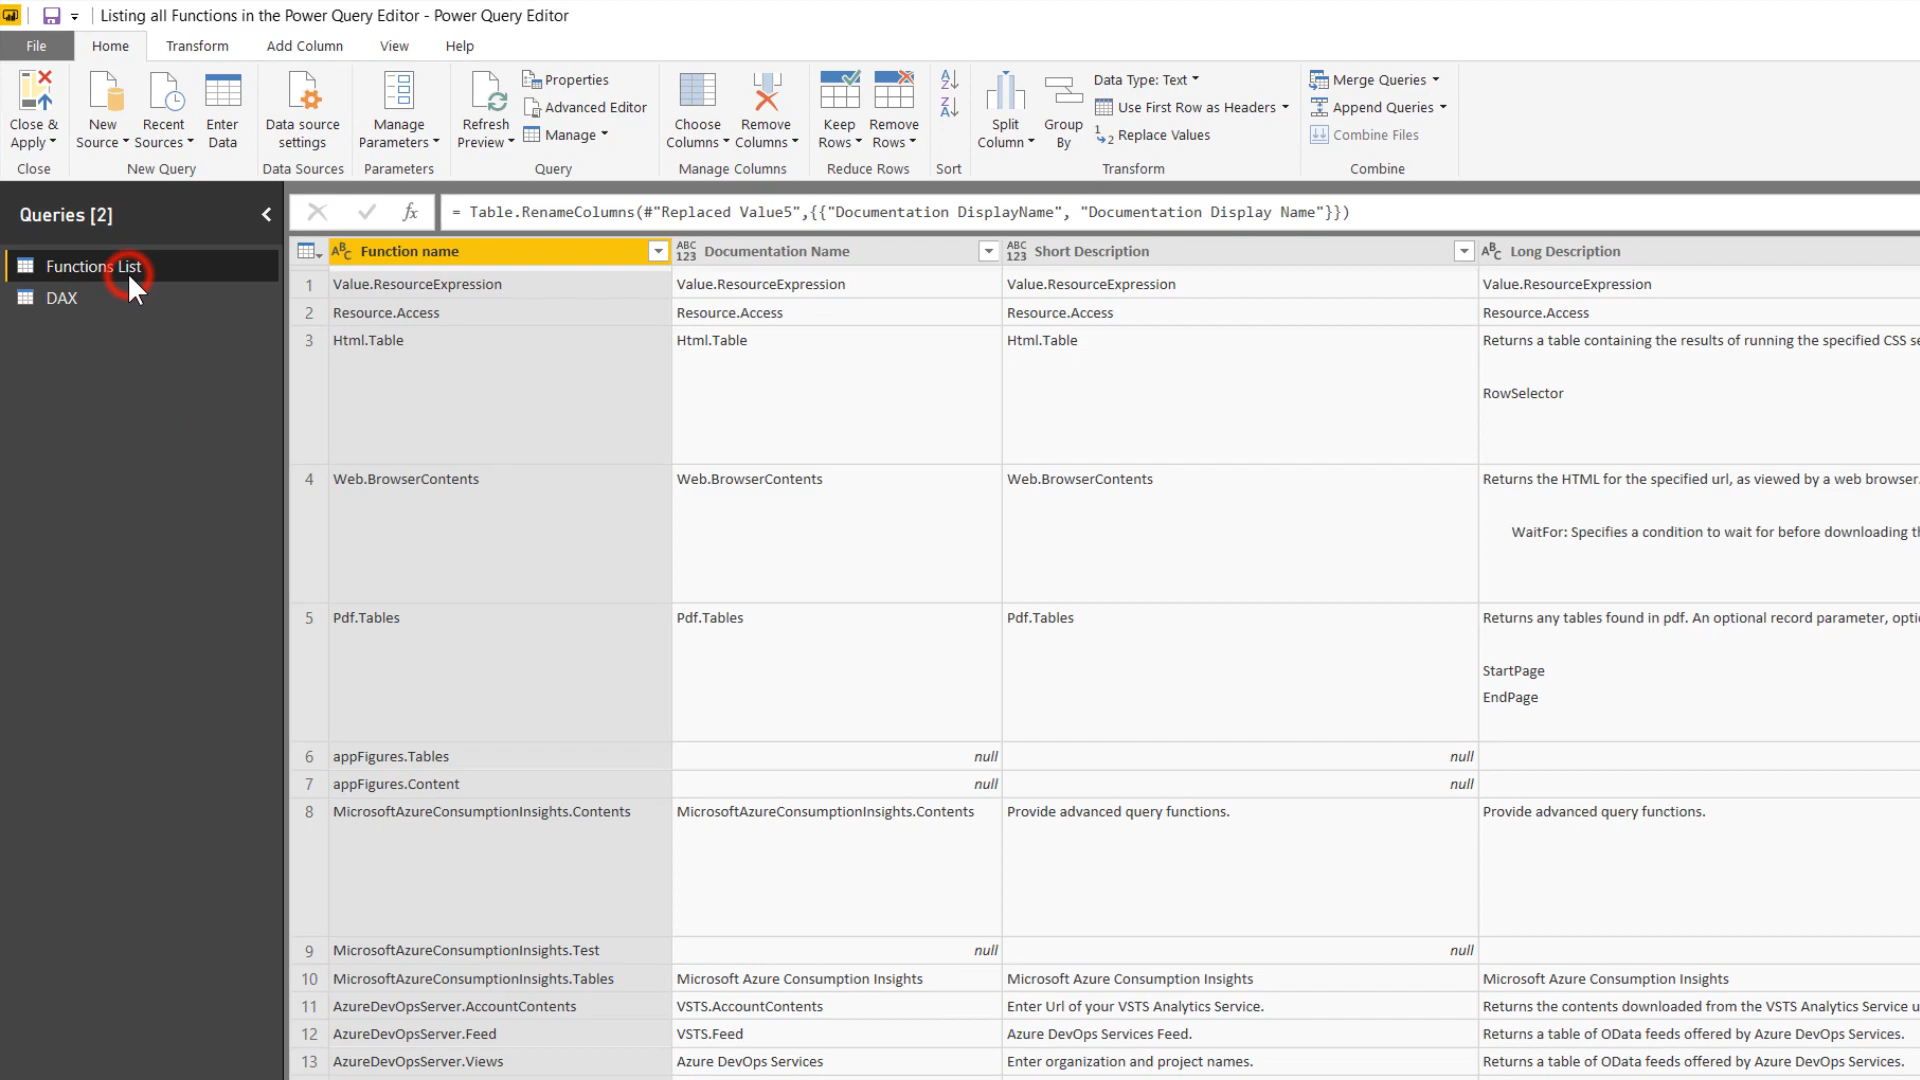 Listing all Functions in the Power Query Editor - Power Query Editor
File Home Transform Add Column View Help
Close & Apply
New Source
Recent Sources
Enter Data
Data source settings
Manage Parameters
Refresh Preview
Properties
Advanced Editor
Manage
Choose Columns
Remove Columns
Keep Rows
Remove Rows
Split Column
Group By
Data Type: Text
Use First Row as Headers
Replace Values
Merge Queries
Append Queries
Combine Files
Close New Query Data Sources Parameters Query Manage Columns Reduce Rows Sort Transform Combine
Queries [2]
Functions List
DAX
fx = Table.RenameColumns(#"Replaced Value5",{{"Documentation DisplayName", "Documentation Display Name"}})
ABC Function name ABC 123 Documentation Name ABC 123 Short Description ABC Long Description
1 Value.ResourceExpression Value.ResourceExpression Value.ResourceExpression Value.ResourceExpression
2 Resource.Access Resource.Access Resource.Access Resource.Access
3 Html.Table Html.Table Html.Table Returns a table containing the results of running the specified CSS se
RowSelector
4 Web.BrowserContents Web.BrowserContents Web.BrowserContents Returns the HTML for the specified url, as viewed by a web browser.
WaitFor: Specifies a condition to wait for before downloading th
5 Pdf.Tables Pdf.Tables Pdf.Tables Returns any tables found in pdf. An optional record parameter, optio
StartPage
EndPage
6 appFigures.Tables null null
7 appFigures.Content null null
8 MicrosoftAzureConsumptionInsights.Contents MicrosoftAzureConsumptionInsights.Contents Provide advanced query functions. Provide advanced query functions.
9 MicrosoftAzureConsumptionInsights.Test null null
10 MicrosoftAzureConsumptionInsights.Tables Microsoft Azure Consumption Insights Microsoft Azure Consumption Insights Microsoft Azure Consumption Insights
11 AzureDevOpsServer.AccountContents VSTS.AccountContents Enter Url of your VSTS Analytics Service. Returns the contents downloaded from the VSTS Analytics Service u
12 AzureDevOpsServer.Feed VSTS.Feed Azure DevOps Services Feed. Returns a table of OData feeds offered by Azure DevOps Services.
13 AzureDevOpsServer.Views Azure DevOps Services Enter organization and project names. Returns a table of OData feeds offered by Azure DevOps Services.